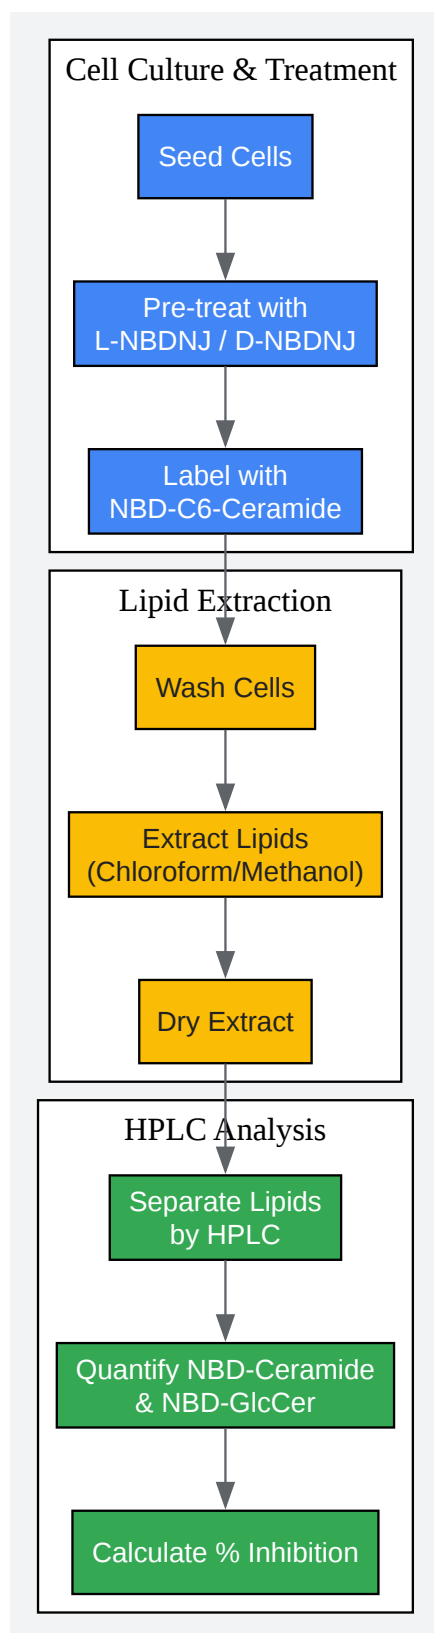 Cell Culture & Treatment
Seed Cells
Pre-treat with
L-NBDNJ / D-NBDNJ
Label with
NBD-C6-Ceramide
Lipid Extraction
Wash Cells
Extract Lipids
(Chloroform/Methanol)
Dry Extract
HPLC Analysis
Separate Lipids
by HPLC
Quantify NBD-Ceramide
& NBD-GlcCer
Calculate % Inhibition